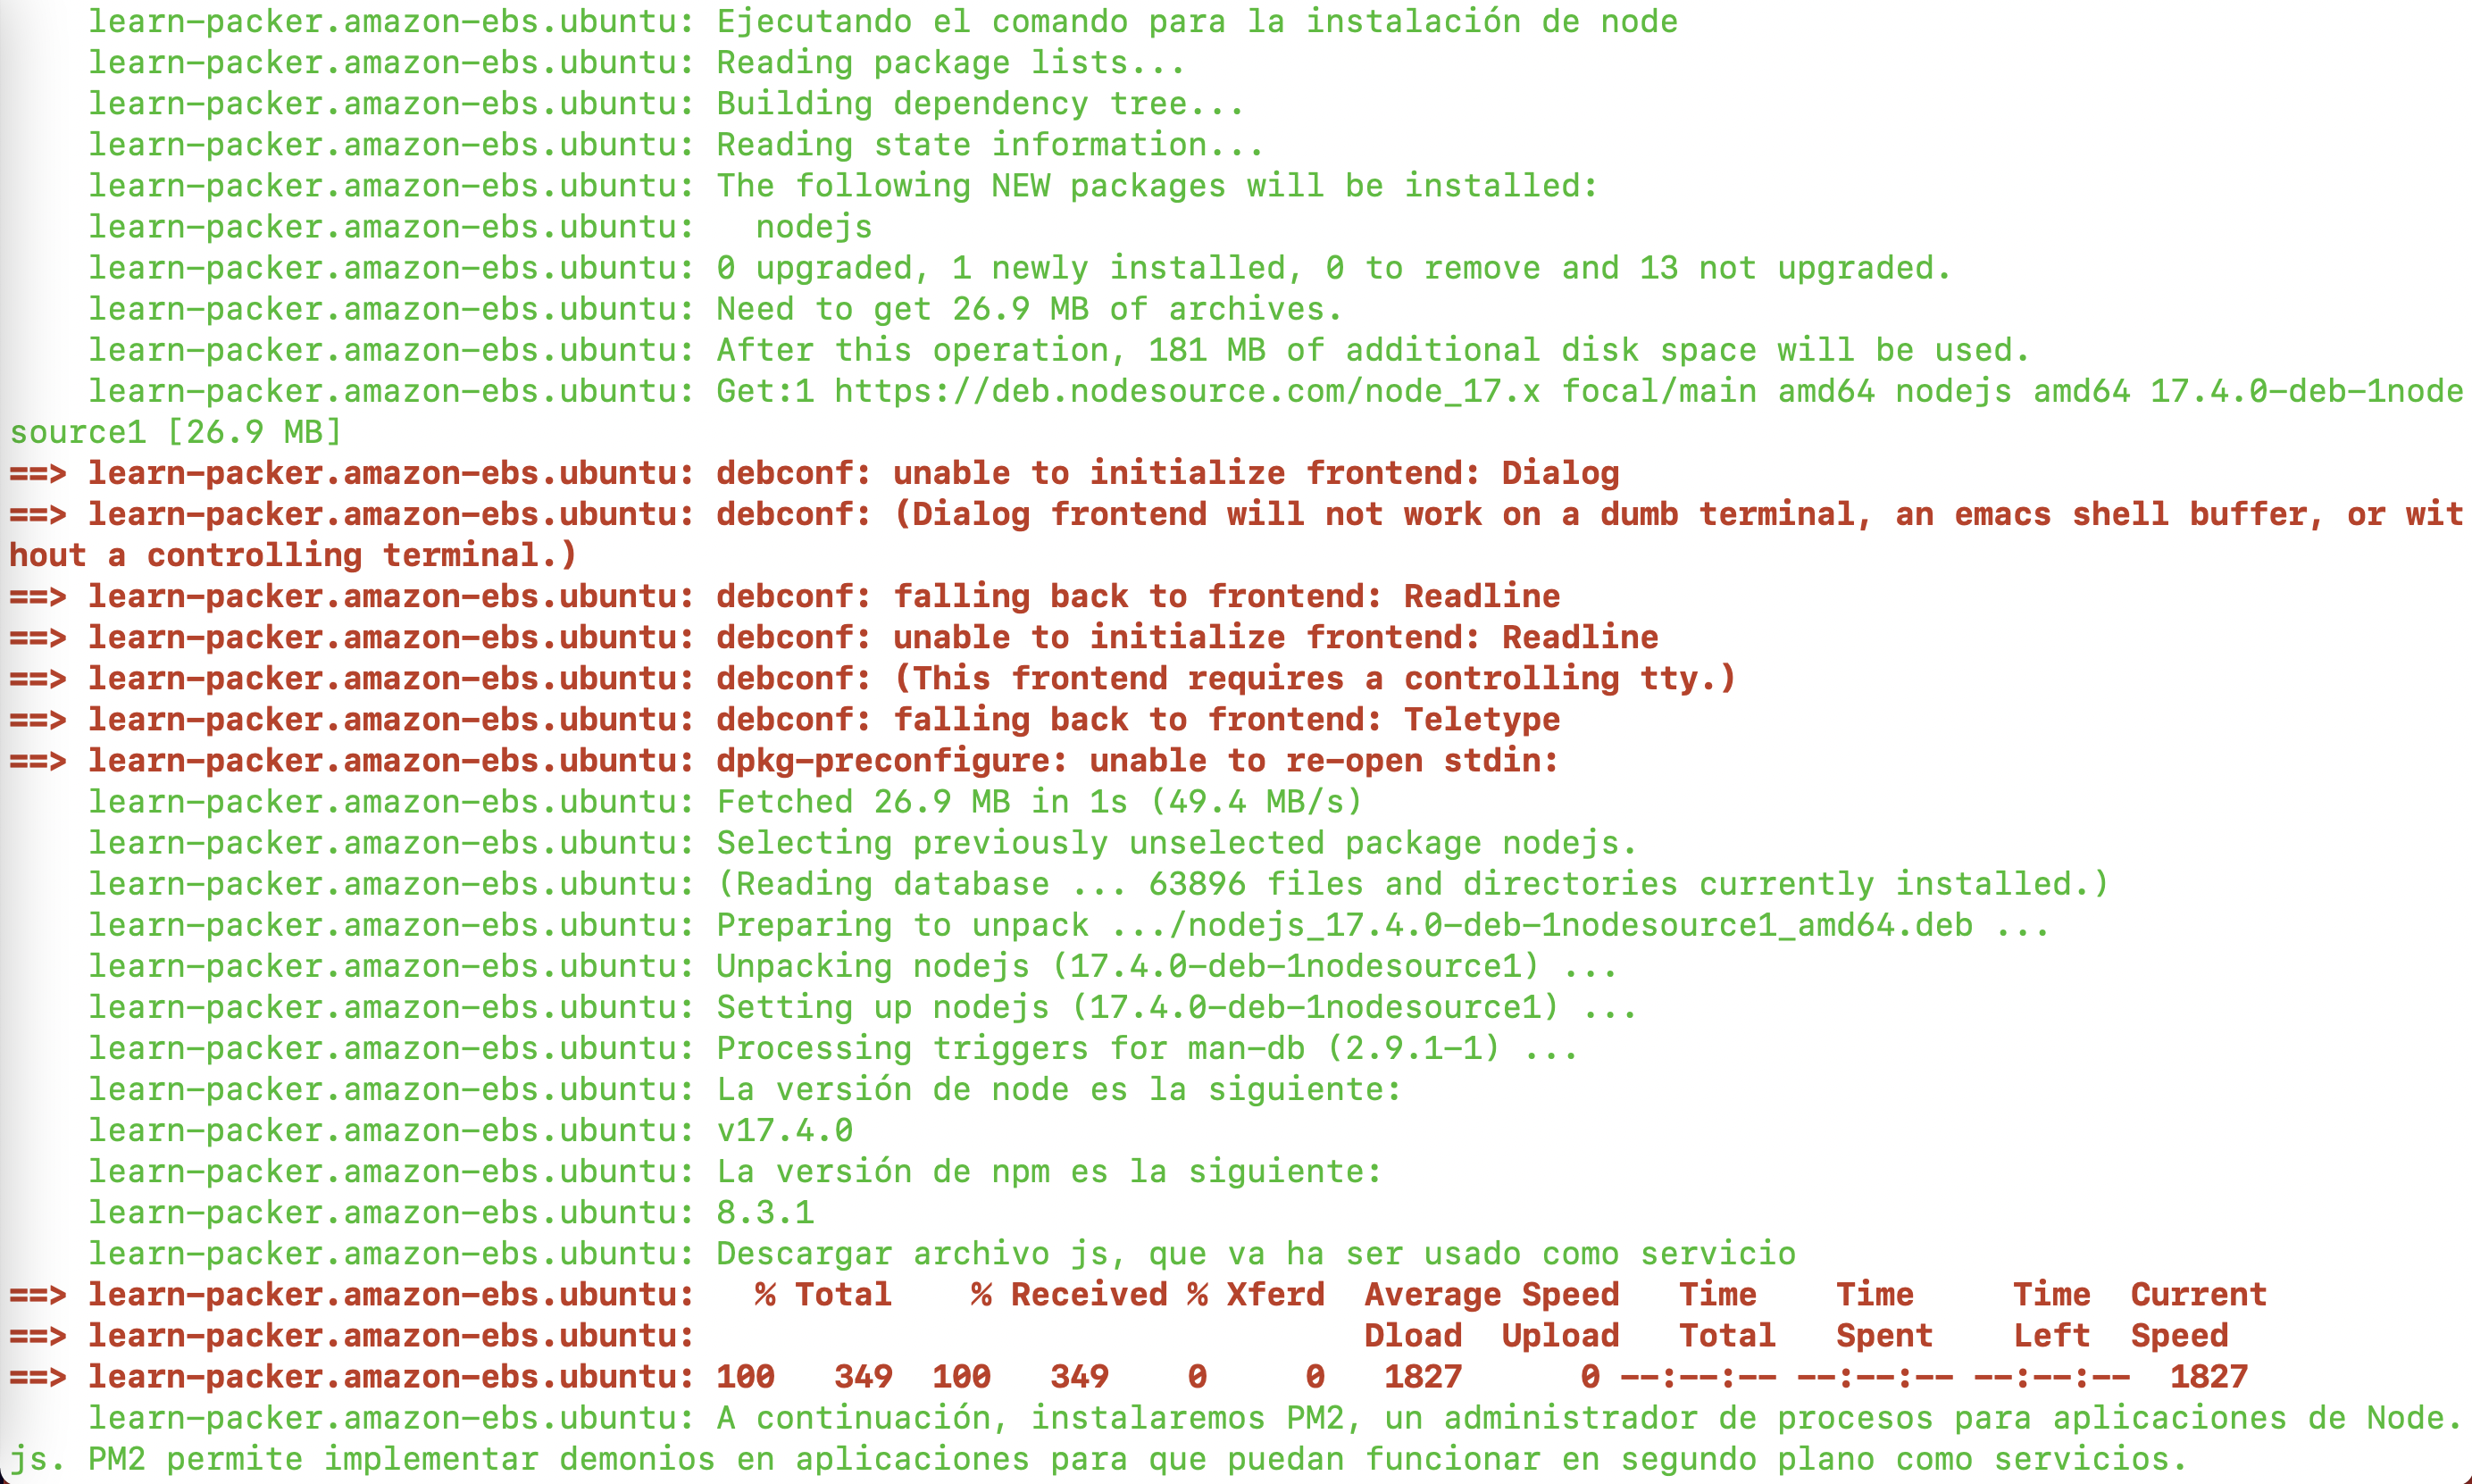 learn-packer.amazon-ebs.ubuntu: Ejecutando el comando para la instalación de node
learn-packer.amazon-ebs.ubuntu: Reading package lists...
learn-packer.amazon-ebs.ubuntu: Building dependency tree...
learn-packer.amazon-ebs.ubuntu: Reading state information...
learn-packer.amazon-ebs.ubuntu: The following NEW packages will be installed:
learn-packer.amazon-ebs.ubuntu:   nodejs
learn-packer.amazon-ebs.ubuntu: 0 upgraded, 1 newly installed, 0 to remove and 13 not upgraded.
learn-packer.amazon-ebs.ubuntu: Need to get 26.9 MB of archives.
learn-packer.amazon-ebs.ubuntu: After this operation, 181 MB of additional disk space will be used.
learn-packer.amazon-ebs.ubuntu: Get:1 https://deb.nodesource.com/node_17.x focal/main amd64 nodejs amd64 17.4.0-deb-1node
source1 [26.9 MB]
==> learn-packer.amazon-ebs.ubuntu: debconf: unable to initialize frontend: Dialog
==> learn-packer.amazon-ebs.ubuntu: debconf: (Dialog frontend will not work on a dumb terminal, an emacs shell buffer, or wit
hout a controlling terminal.)
==> learn-packer.amazon-ebs.ubuntu: debconf: falling back to frontend: Readline
==> learn-packer.amazon-ebs.ubuntu: debconf: unable to initialize frontend: Readline
==> learn-packer.amazon-ebs.ubuntu: debconf: (This frontend requires a controlling tty.)
==> learn-packer.amazon-ebs.ubuntu: debconf: falling back to frontend: Teletype
==> learn-packer.amazon-ebs.ubuntu: dpkg-preconfigure: unable to re-open stdin:
learn-packer.amazon-ebs.ubuntu: Fetched 26.9 MB in 1s (49.4 MB/s)
learn-packer.amazon-ebs.ubuntu: Selecting previously unselected package nodejs.
learn-packer.amazon-ebs.ubuntu: (Reading database ... 63896 files and directories currently installed.)
learn-packer.amazon-ebs.ubuntu: Preparing to unpack .../nodejs_17.4.0-deb-1nodesource1_amd64.deb ...
learn-packer.amazon-ebs.ubuntu: Unpacking nodejs (17.4.0-deb-1nodesource1) ...
learn-packer.amazon-ebs.ubuntu: Setting up nodejs (17.4.0-deb-1nodesource1) ...
learn-packer.amazon-ebs.ubuntu: Processing triggers for man-db (2.9.1-1) ...
learn-packer.amazon-ebs.ubuntu: La versión de node es la siguiente:
learn-packer.amazon-ebs.ubuntu: v17.4.0
learn-packer.amazon-ebs.ubuntu: La versión de npm es la siguiente:
learn-packer.amazon-ebs.ubuntu: 8.3.1
learn-packer.amazon-ebs.ubuntu: Descargar archivo js, que va ha ser usado como servicio
==> learn-packer.amazon-ebs.ubuntu:   % Total    % Received % Xferd  Average Speed   Time    Time     Time  Current
==> learn-packer.amazon-ebs.ubuntu:                                  Dload  Upload   Total   Spent    Left  Speed
==> learn-packer.amazon-ebs.ubuntu: 100   349  100   349    0     0   1827      0 --:--:-- --:--:-- --:--:--  1827
learn-packer.amazon-ebs.ubuntu: A continuación, instalaremos PM2, un administrador de procesos para aplicaciones de Node.
js. PM2 permite implementar demonios en aplicaciones para que puedan funcionar en segundo plano como servicios.